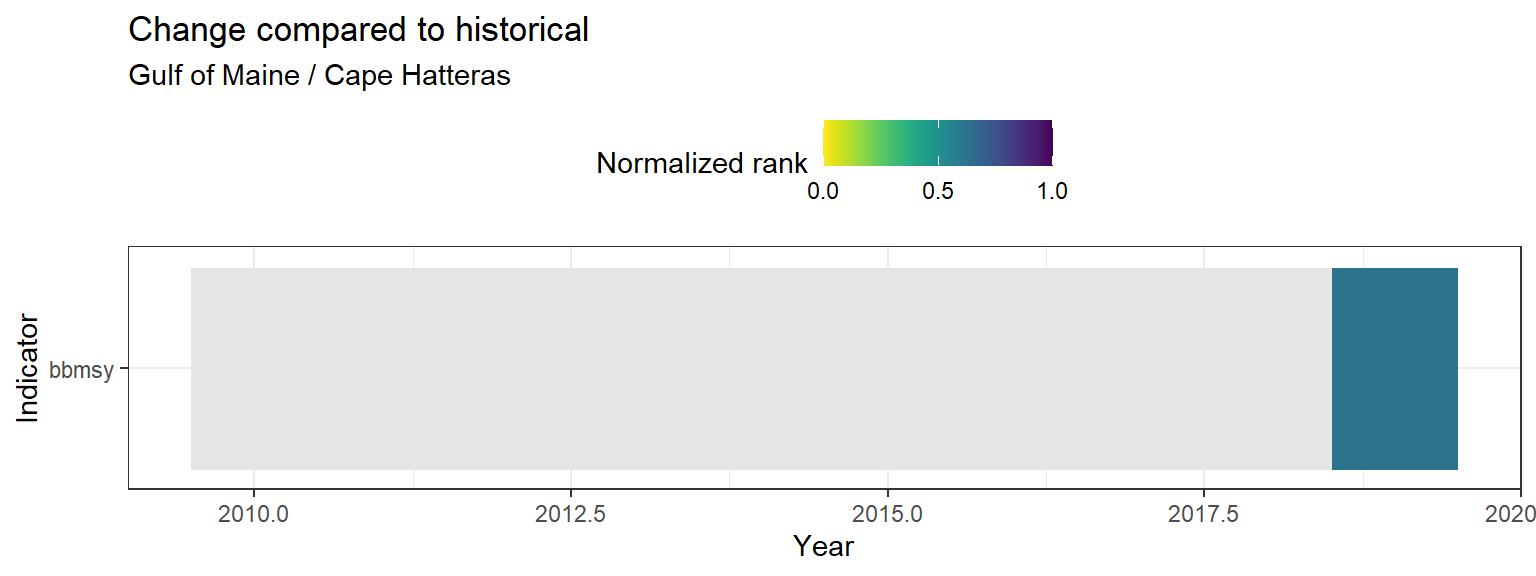 Change compared to historical
Gulf of Maine / Cape Hatteras
Normalized rank
0.0 0.5 1.0
Indicator
bbmsy
2010.0 2012.5 2015.0 2017.5 2020
Year